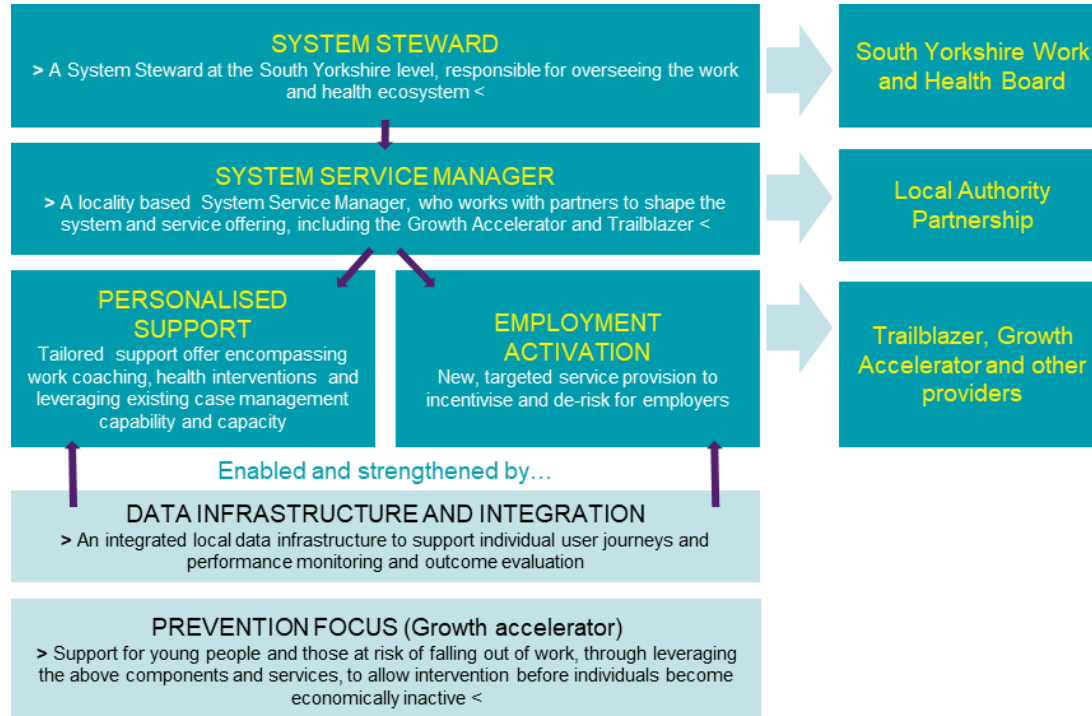 SYSTEM STEWARD
> A System Steward at the South Yorkshire level, responsible for overseeing the work
and health ecosystem <
South Yorkshire Work
and Health Board
SYSTEM SERVICE MANAGER
> A locality based System Service Manager, who works with partners to shape the
system and service offering, including the Growth Accelerator and Trailblazer <
Local Authority
Partnership
PERSONALISED
SUPPORT
Tailored support offer encompassing
work coaching, health interventions and
leveraging existing case management
capability and capacity
EMPLOYMENT
ACTIVATION
New, targeted service provision to
incentivise and de-risk for employers
Trailblazer, Growth
Accelerator and other
providers
Enabled and strengthened by...
DATA INFRASTRUCTURE AND INTEGRATION
> An integrated local data infrastructure to support individual user journeys and
performance monitoring and outcome evaluation
PREVENTION FOCUS (Growth accelerator)
> Support for young people and those at risk of falling out of work, through leveraging
the above components and services, to allow intervention before individuals become
economically inactive <